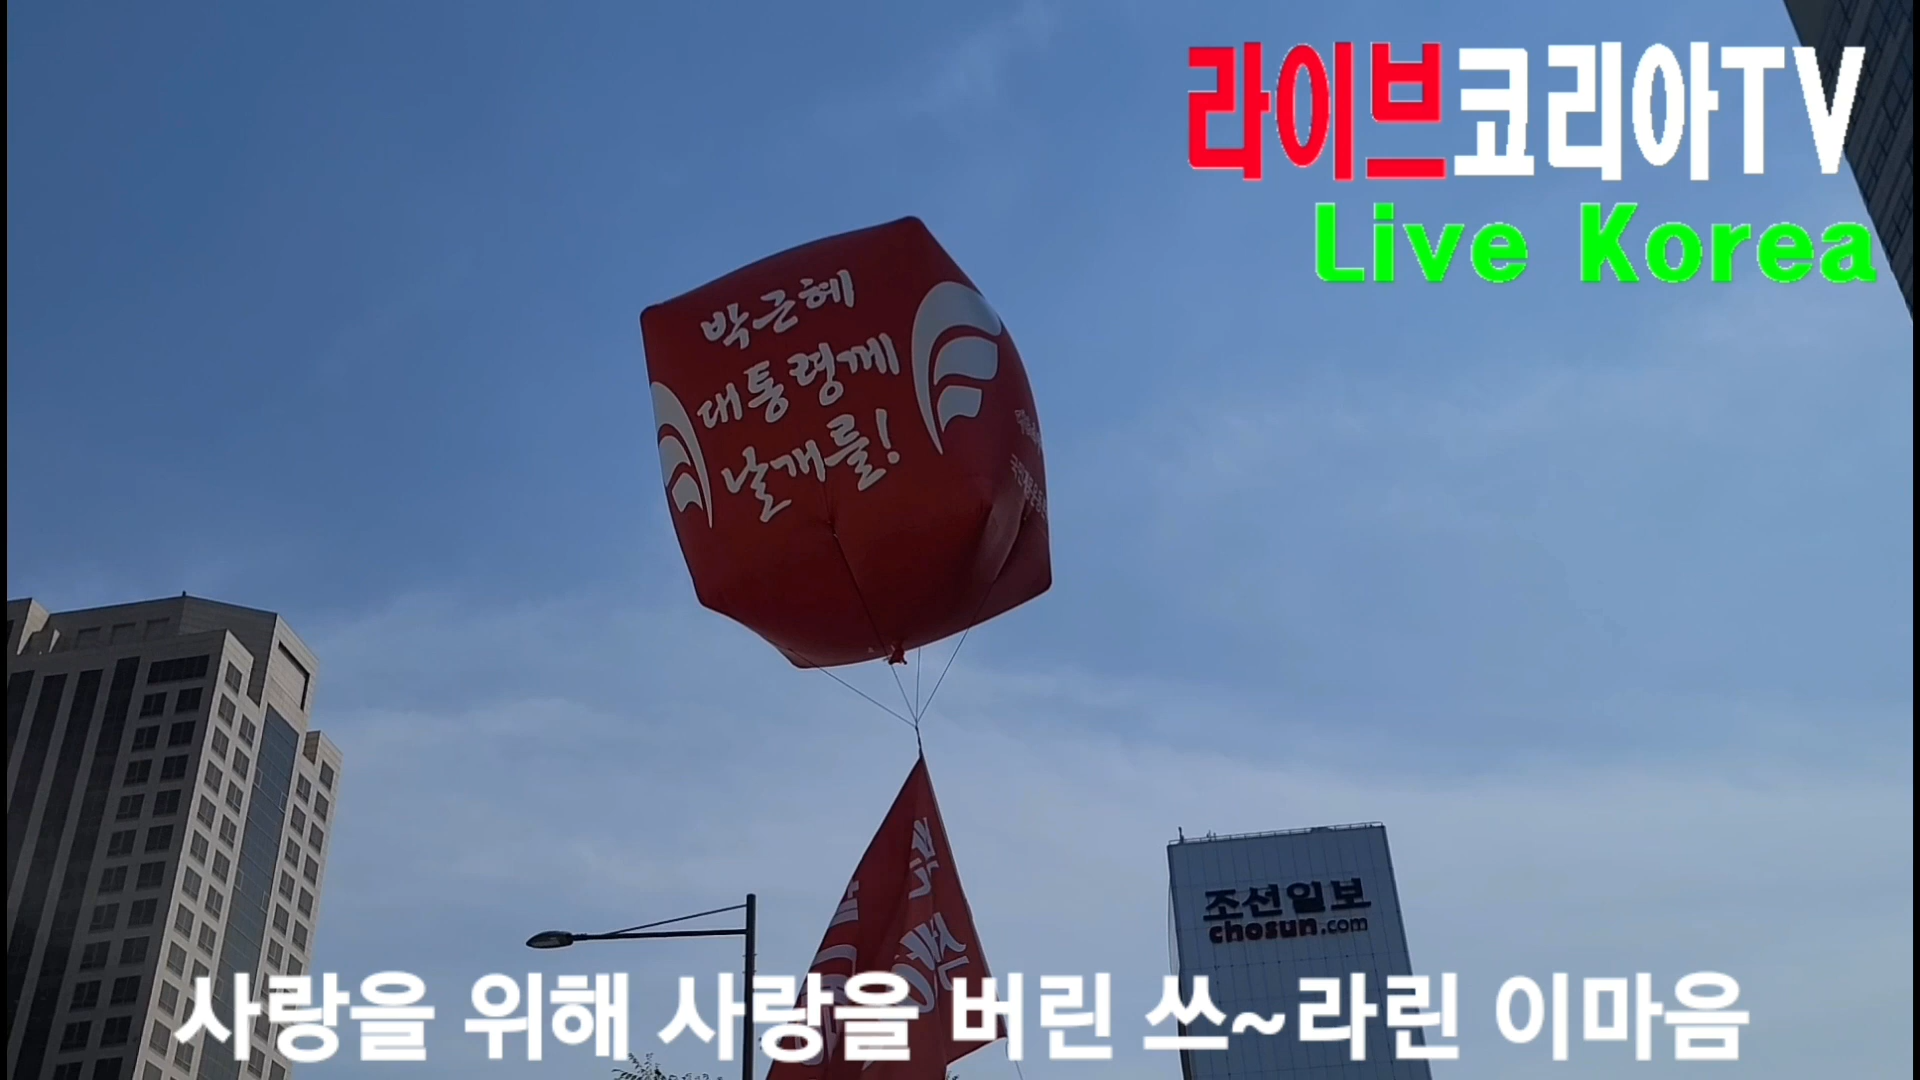 라이브코리아TV
Live Korea
박근혜
대통령께
날개를!
조선일보
chosun.com
사랑을 위해 사랑을 버린 쓰~라린 이마음